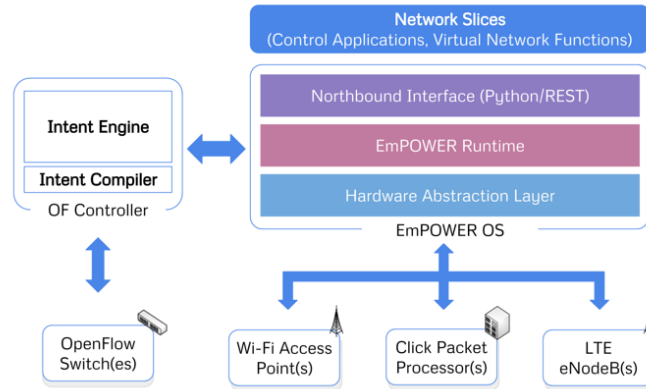 Network Slices
(Control Applications, Virtual Network Functions)
Northbound Interface (Python/REST)
EmPOWER Runtime
Hardware Abstraction Layer
EmPOWER OS
Intent Engine
Intent Compiler
OF Controller
OpenFlow
Switch(es)
Wi-Fi Access
Point(s)
Click Packet
Processor(s)
LTE
eNodeB(s)